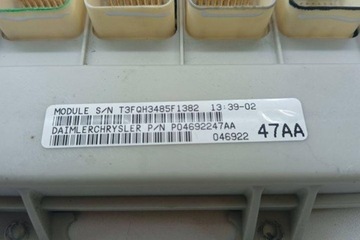 MODULE S/N T3FQH3485F1382 13:39-02
DAIMLERCHRYSLER P/N P04692247AA
046922 47AA